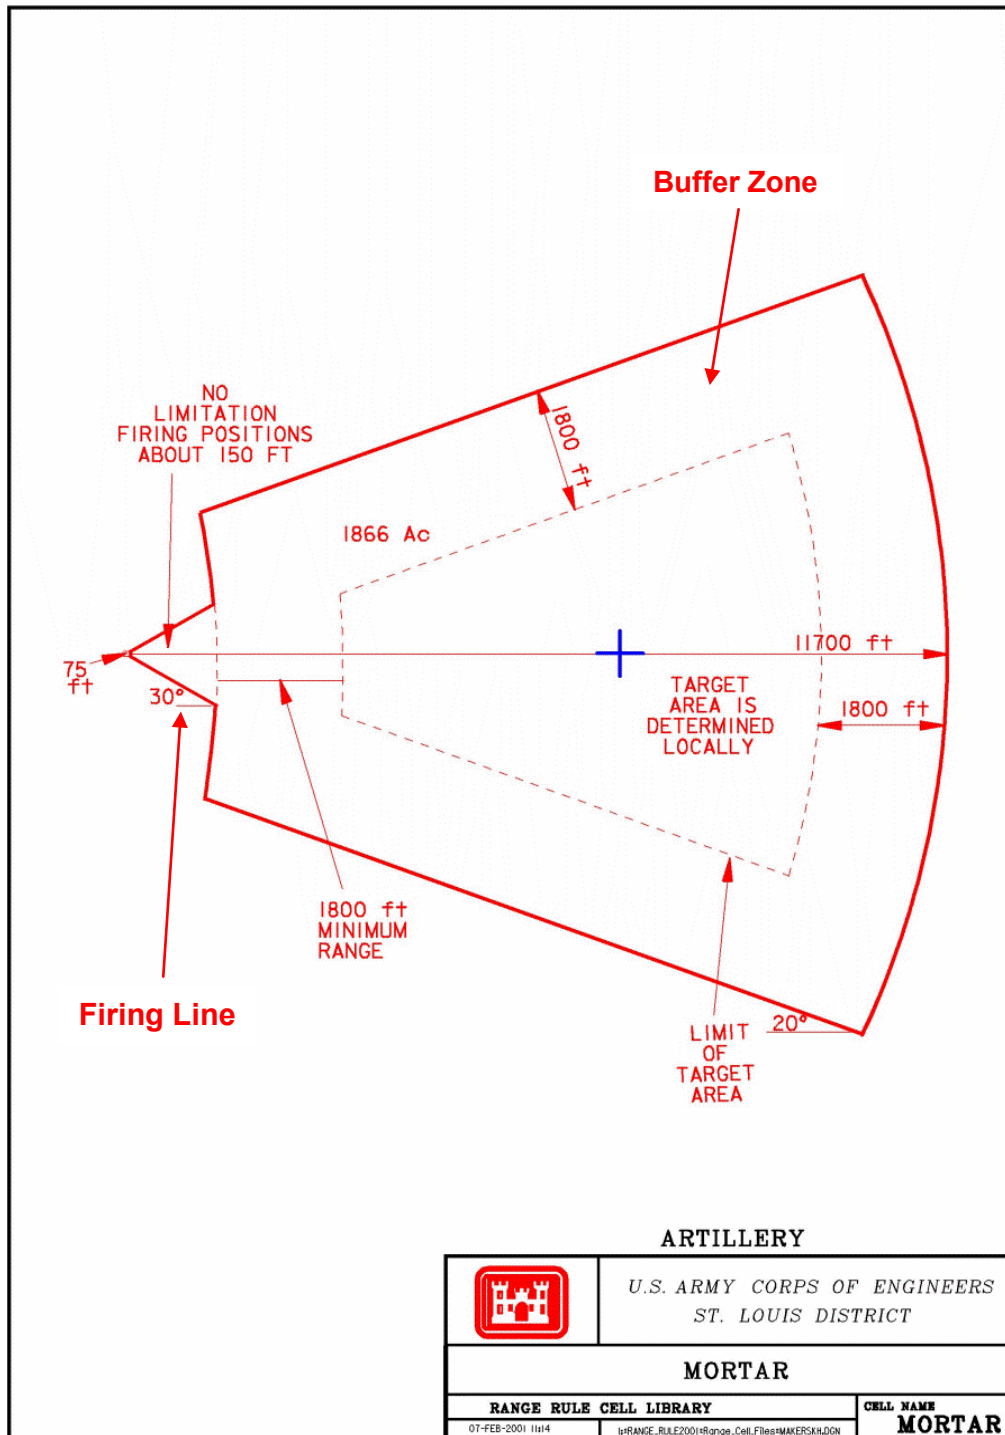 Buffer Zone
NO
LIMITATION
FIRING POSITIONS
ABOUT 150 FT
1800 ft
1866 Ac
11700 ft
75
ft
30°
TARGET
AREA IS
DETERMINED
LOCALLY
1800 ft
1800 ft
MINIMUM
RANGE
Firing Line
20°
LIMIT
OF
TARGET
AREA
ARTILLERY
U.S. ARMY CORPS OF ENGINEERS
ST. LOUIS DISTRICT
MORTAR
RANGE RULE CELL LIBRARY
CELL NAME
MORTAR
07-FEB-2001 11:14